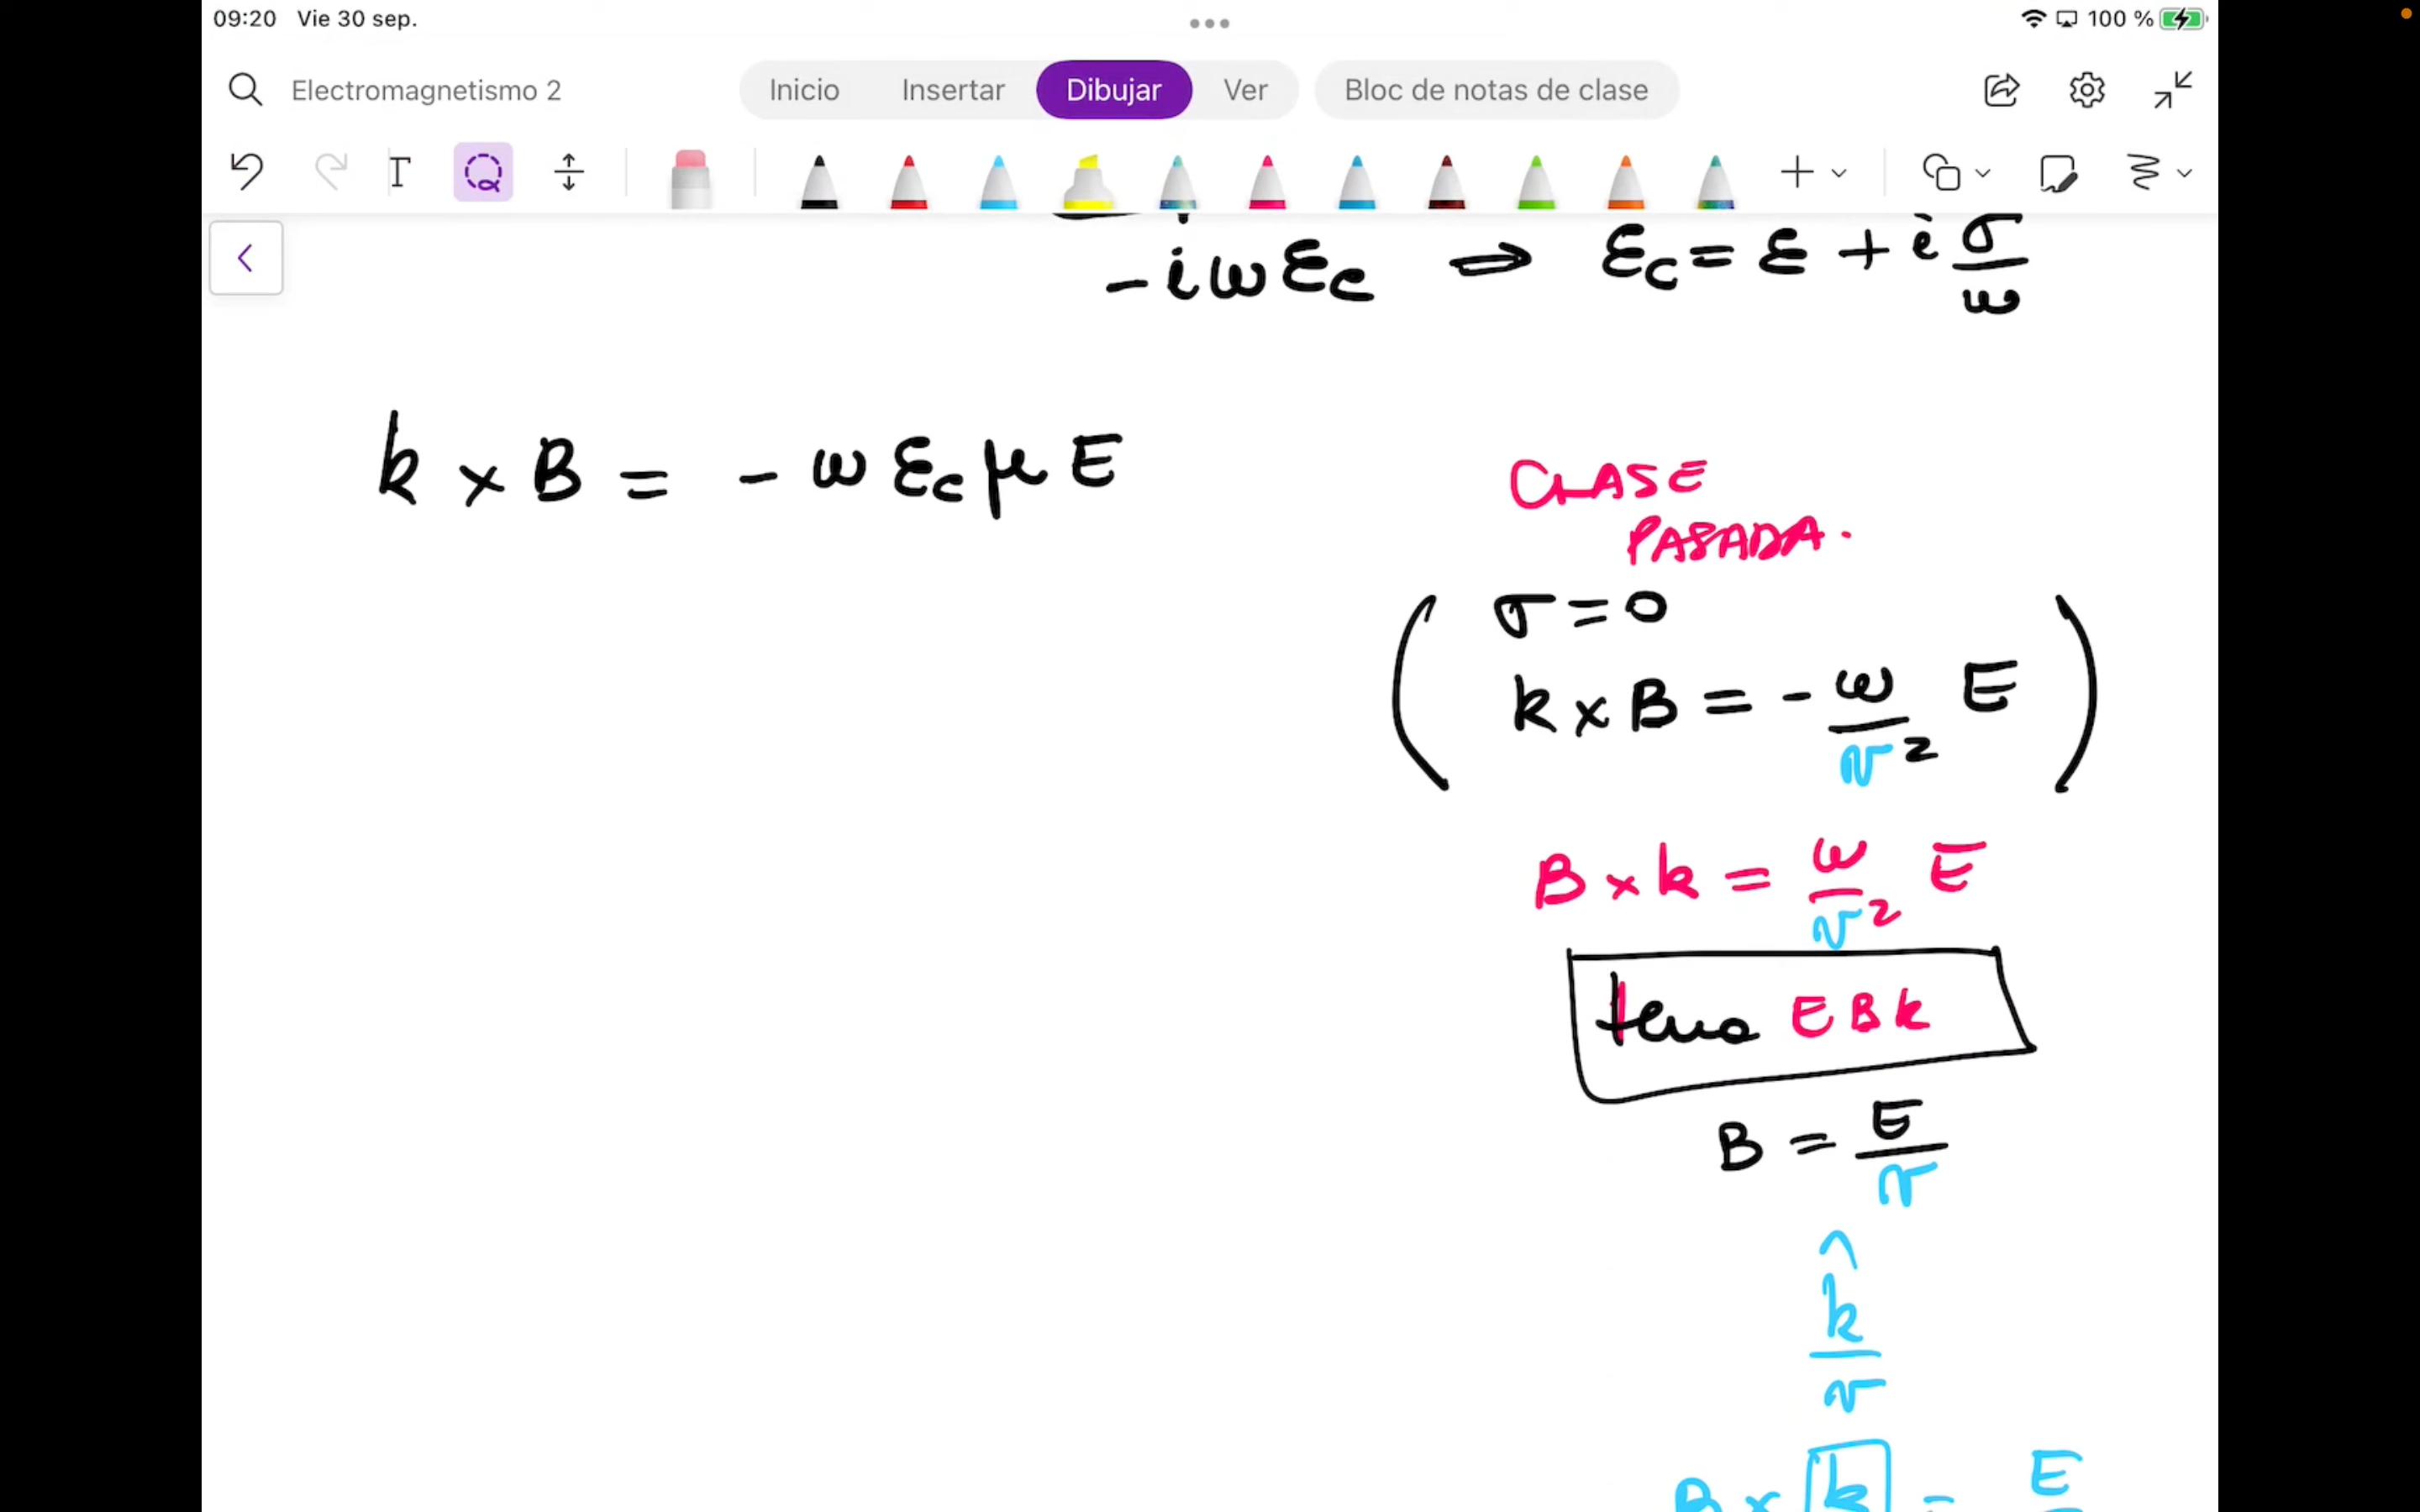 09:20 Vie 30 sep.
100 %
Electromagnetismo 2 Inicio Insertar Dibujar Ver Bloc de notas de clase
-iωεc ⇒ εc = ε + i σ/ω
k × B = - ω εc μ E
CLASE
PASADA.
σ = 0
( k × B = - ω/v² E )
B × k = ω/v² E
terna E B k
B = E/v
k̂/v
B × k = E